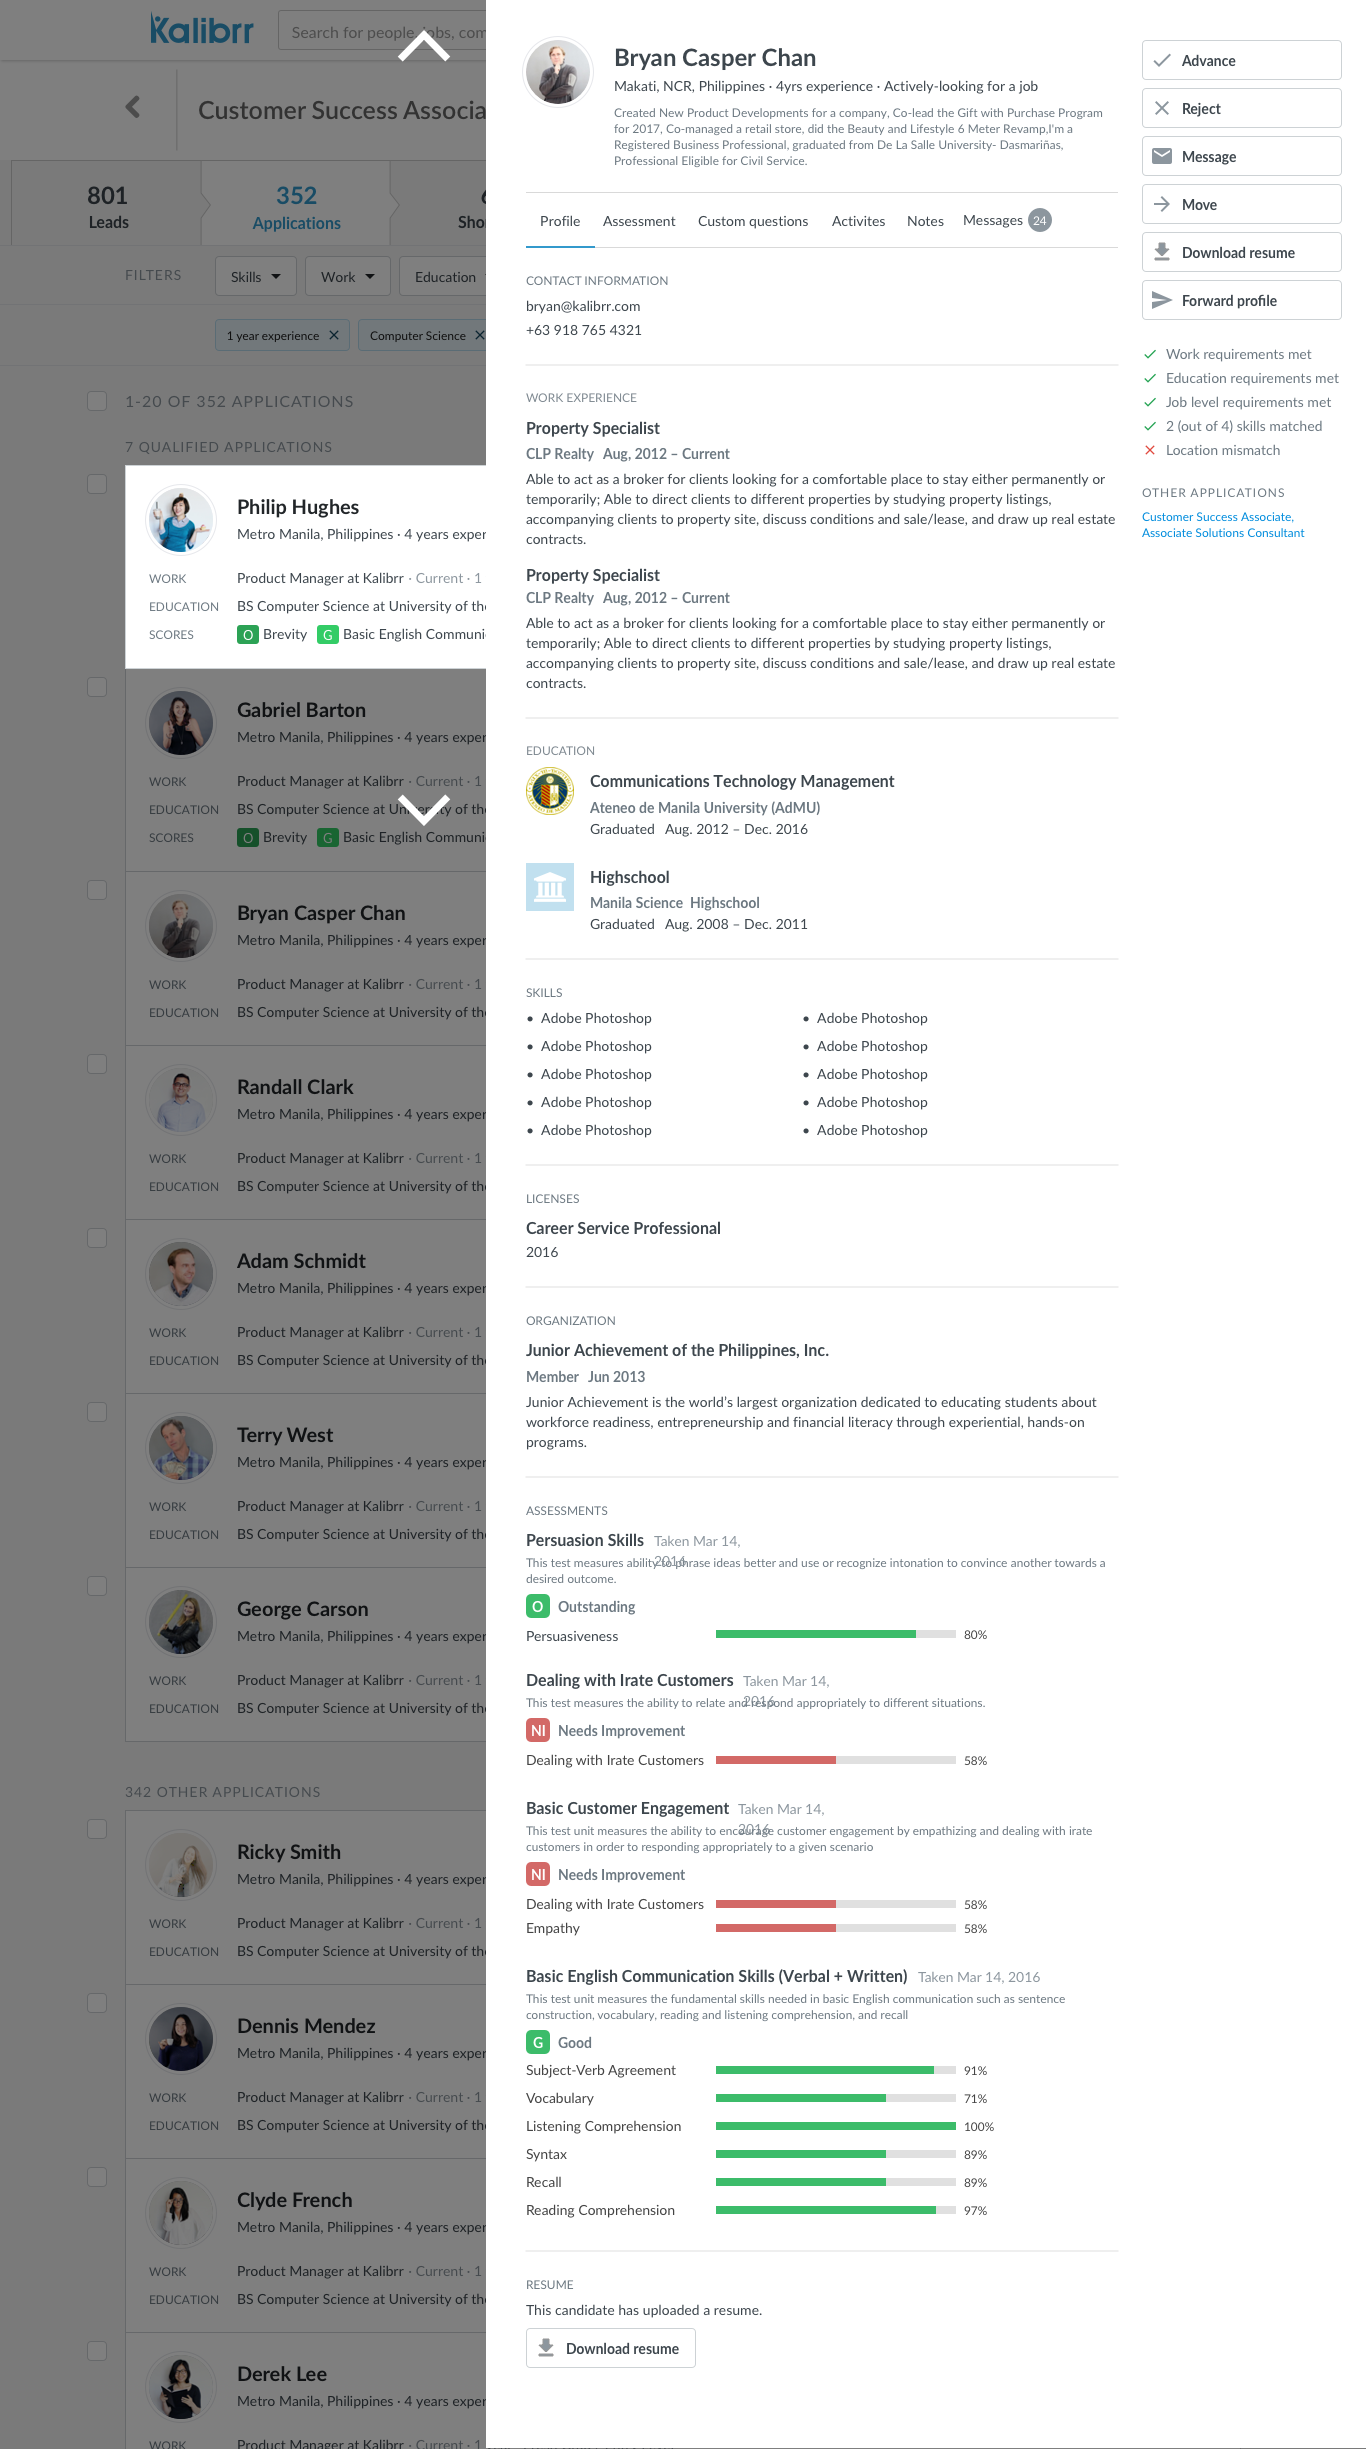 Kalibrr
Search for people, jobs, com
Customer Success Associa
801
Leads
352
Applications
Sho
FILTERS
Skills
Work
Education
1 year experience
Computer Science
1-20 OF 352 APPLICATIONS
7 QUALIFIED APPLICATIONS
Philip Hughes
Metro Manila, Philippines · 4 years exper
WORK Product Manager at Kalibrr · Current · 1
EDUCATION BS Computer Science at University of the
SCORES O Brevity G Basic English Communi
Gabriel Barton
Metro Manila, Philippines · 4 years exper
WORK Product Manager at Kalibrr · Current · 1
EDUCATION BS Computer Science at University of the
SCORES O Brevity G Basic English Communi
Bryan Casper Chan
Metro Manila, Philippines · 4 years exper
WORK Product Manager at Kalibrr · Current · 1
EDUCATION BS Computer Science at University of the
Randall Clark
Metro Manila, Philippines · 4 years exper
WORK Product Manager at Kalibrr · Current · 1
EDUCATION BS Computer Science at University of the
Adam Schmidt
Metro Manila, Philippines · 4 years exper
WORK Product Manager at Kalibrr · Current · 1
EDUCATION BS Computer Science at University of the
Terry West
Metro Manila, Philippines · 4 years exper
WORK Product Manager at Kalibrr · Current · 1
EDUCATION BS Computer Science at University of the
George Carson
Metro Manila, Philippines · 4 years exper
WORK Product Manager at Kalibrr · Current · 1
EDUCATION BS Computer Science at University of the
342 OTHER APPLICATIONS
Ricky Smith
Metro Manila, Philippines · 4 years exper
WORK Product Manager at Kalibrr · Current · 1
EDUCATION BS Computer Science at University of the
Dennis Mendez
Metro Manila, Philippines · 4 years exper
WORK Product Manager at Kalibrr · Current · 1
EDUCATION BS Computer Science at University of the
Clyde French
Metro Manila, Philippines · 4 years exper
WORK Product Manager at Kalibrr · Current · 1
EDUCATION BS Computer Science at University of the
Derek Lee
Metro Manila, Philippines · 4 years exper
WORK Product Manager at Kalibrr · Current · 1
Bryan Casper Chan
Makati, NCR, Philippines · 4yrs experience · Actively-looking for a job
Created New Product Developments for a company, Co-lead the Gift with Purchase Program
for 2017, Co-managed a retail store, did the Beauty and Lifestyle 6 Meter Revamp,I'm a
Registered Business Professional, graduated from De La Salle University- Dasmariñas,
Professional Eligible for Civil Service.
Profile Assessment Custom questions Activites Notes Messages 24
CONTACT INFORMATION
bryan@kalibrr.com
+63 918 765 4321
WORK EXPERIENCE
Property Specialist
CLP Realty Aug, 2012 – Current
Able to act as a broker for clients looking for a comfortable place to stay either permanently or
temporarily; Able to direct clients to different properties by studying property listings,
accompanying clients to property site, discuss conditions and sale/lease, and draw up real estate
contracts.
Property Specialist
CLP Realty Aug, 2012 – Current
Able to act as a broker for clients looking for a comfortable place to stay either permanently or
temporarily; Able to direct clients to different properties by studying property listings,
accompanying clients to property site, discuss conditions and sale/lease, and draw up real estate
contracts.
EDUCATION
Communications Technology Management
Ateneo de Manila University (AdMU)
Graduated Aug. 2012 – Dec. 2016
Highschool
Manila Science Highschool
Graduated Aug. 2008 – Dec. 2011
SKILLS
• Adobe Photoshop • Adobe Photoshop
• Adobe Photoshop • Adobe Photoshop
• Adobe Photoshop • Adobe Photoshop
• Adobe Photoshop • Adobe Photoshop
• Adobe Photoshop • Adobe Photoshop
LICENSES
Career Service Professional
2016
ORGANIZATION
Junior Achievement of the Philippines, Inc.
Member Jun 2013
Junior Achievement is the world's largest organization dedicated to educating students about
workforce readiness, entrepreneurship and financial literacy through experiential, hands-on
programs.
ASSESSMENTS
Persuasion Skills Taken Mar 14,
2016
This test measures ability to phrase ideas better and use or recognize intonation to convince another towards a
desired outcome.
O Outstanding
Persuasiveness 80%
Dealing with Irate Customers Taken Mar 14,
2016
This test measures the ability to relate and respond appropriately to different situations.
NI Needs Improvement
Dealing with Irate Customers 58%
Basic Customer Engagement Taken Mar 14,
2016
This test unit measures the ability to encourage customer engagement by empathizing and dealing with irate
customers in order to responding appropriately to a given scenario
NI Needs Improvement
Dealing with Irate Customers 58%
Empathy 58%
Basic English Communication Skills (Verbal + Written) Taken Mar 14, 2016
This test unit measures the fundamental skills needed in basic English communication such as sentence
construction, vocabulary, reading and listening comprehension, and recall
G Good
Subject-Verb Agreement 91%
Vocabulary 71%
Listening Comprehension 100%
Syntax 89%
Recall 89%
Reading Comprehension 97%
RESUME
This candidate has uploaded a resume.
Download resume
Advance
Reject
Message
Move
Download resume
Forward profile
Work requirements met
Education requirements met
Job level requirements met
2 (out of 4) skills matched
Location mismatch
OTHER APPLICATIONS
Customer Success Associate,
Associate Solutions Consultant